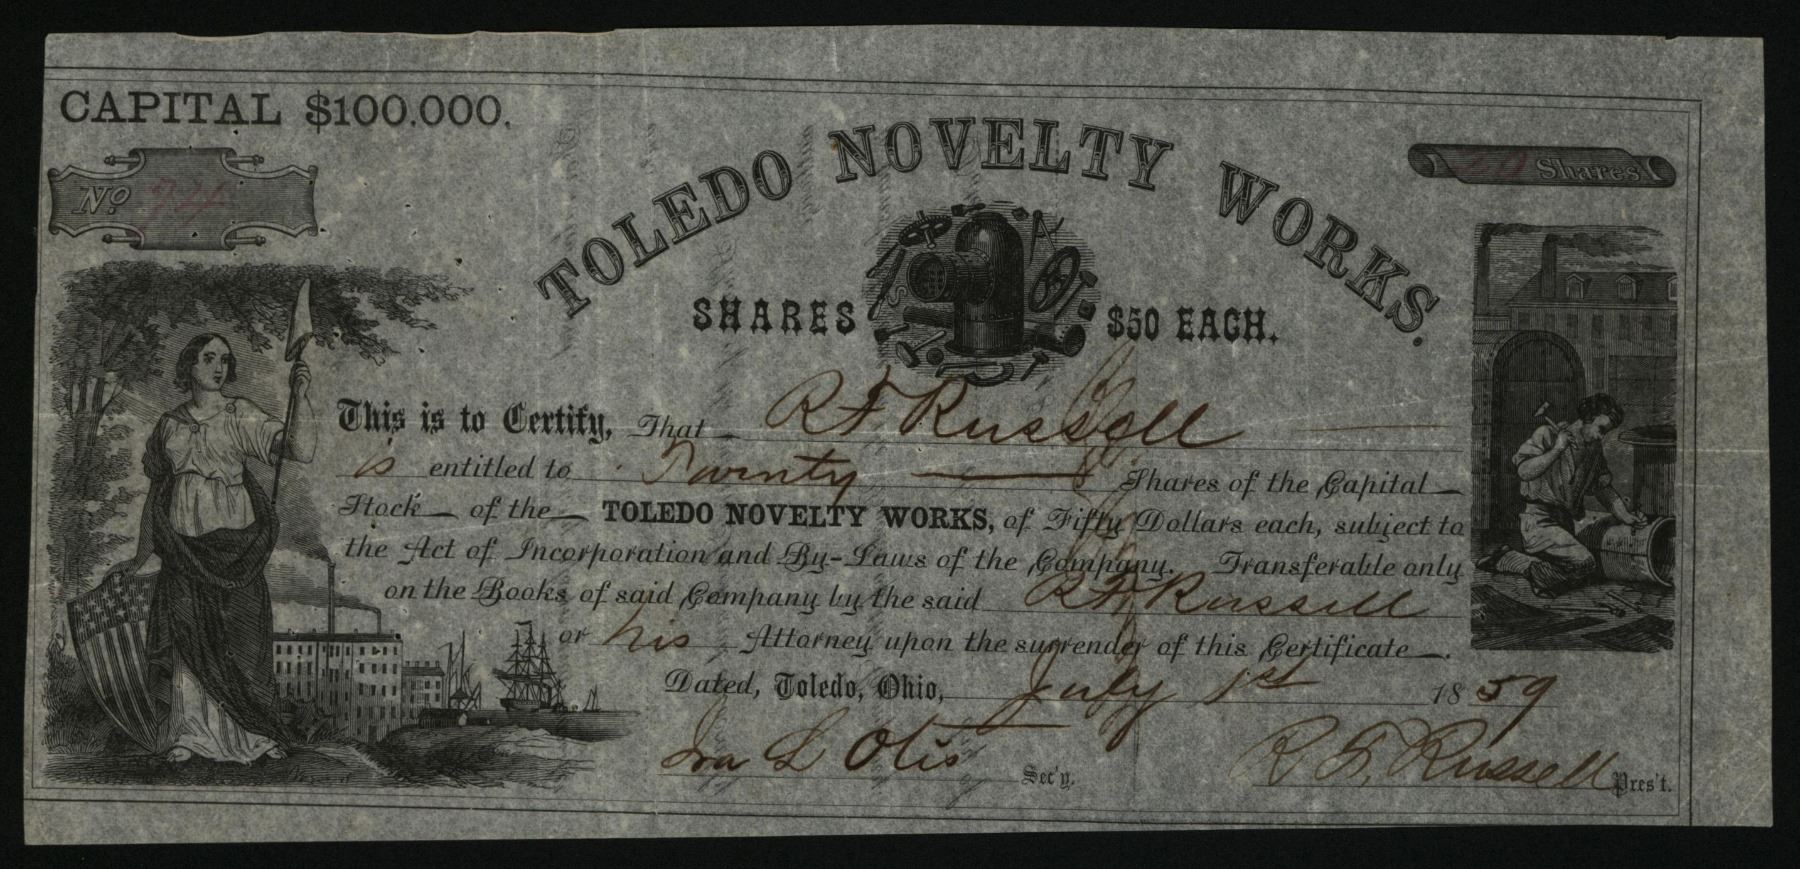 CAPITAL $100.000.
No 74
20 Shares
TOLEDO NOVELTY WORKS.
SHARES $50 EACH.
This is to Certify, That R F Russell
is entitled to Twenty Shares of the Capital
Stock of the TOLEDO NOVELTY WORKS, of Fifty Dollars each, subject to
the Act of Incorporation and By-Laws of the Company. Transferable only
on the Books of said Company by the said R F Russell
or his Attorney upon the surrender of this Certificate.
Dated, Toledo, Ohio, July 1st 1859
Ira L Otis Sec'y. R. F. Russell Pres't.